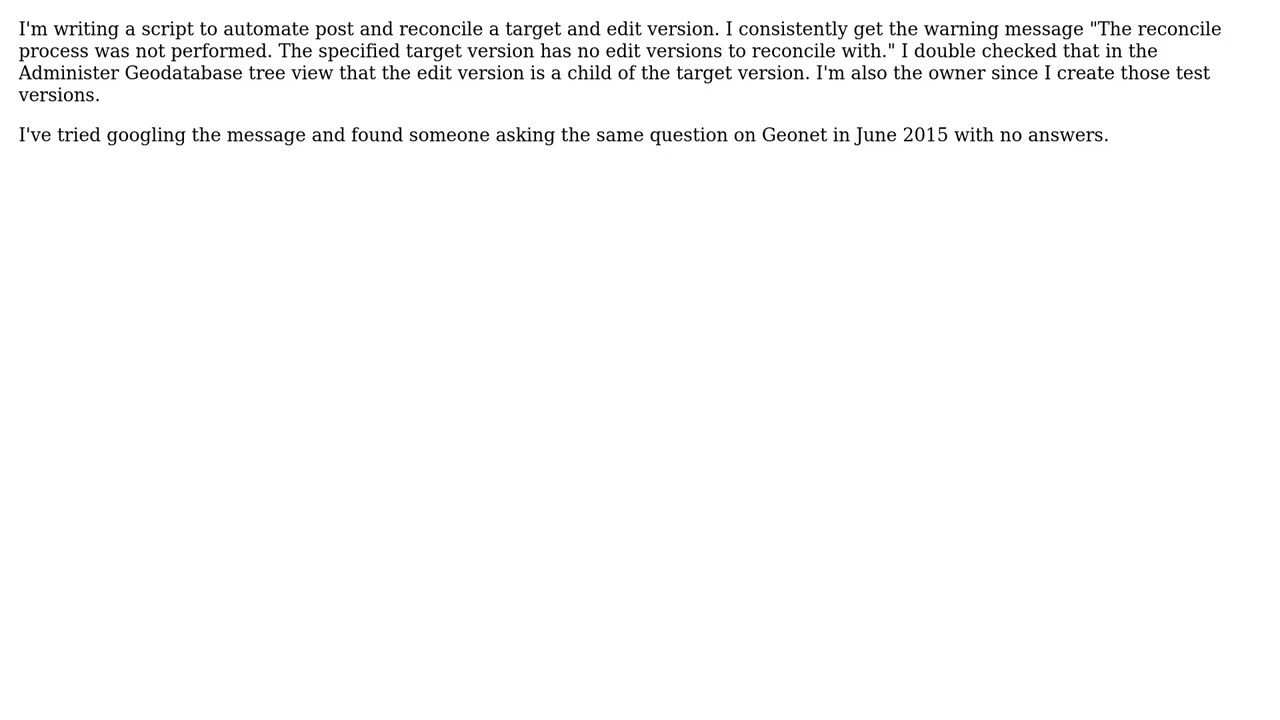 I'm writing a script to automate post and reconcile a target and edit version. I consistently get the warning message "The reconcile
process was not performed. The specified target version has no edit versions to reconcile with." I double checked that in the
Administer Geodatabase tree view that the edit version is a child of the target version. I'm also the owner since I create those test
versions.
I've tried googling the message and found someone asking the same question on Geonet in June 2015 with no answers.